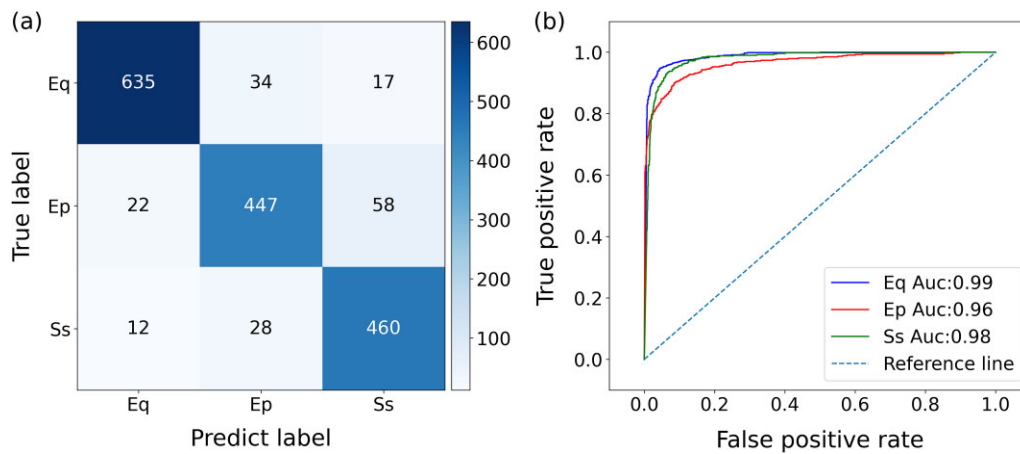 (a)
True label
Eq
Ep
Ss
635 34 17
22 447 58
12 28 460
Eq Ep Ss
Predict label
600
500
400
300
200
100
(b)
True positive rate
1.0
0.8
0.6
0.4
0.2
0.0
Eq Auc:0.99
Ep Auc:0.96
Ss Auc:0.98
Reference line
0.0 0.2 0.4 0.6 0.8 1.0
False positive rate